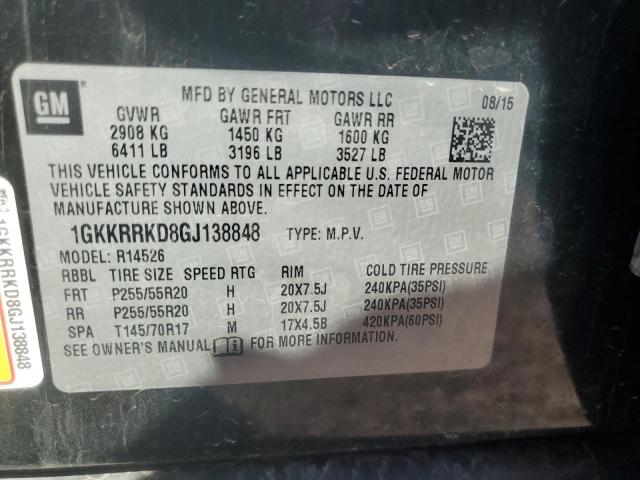 GM
MFD BY GENERAL MOTORS LLC
08/15
GVWR GAWR FRT GAWR RR
2908 KG 1450 KG 1600 KG
6411 LB 3196 LB 3527 LB
THIS VEHICLE CONFORMS TO ALL APPLICABLE U.S. FEDERAL MOTOR
VEHICLE SAFETY STANDARDS IN EFFECT ON THE DATE OF
MANUFACTURE SHOWN ABOVE.
1GKKRRKD8GJ138848 TYPE: M.P.V.
MODEL: R14526
RBBL TIRE SIZE SPEED RTG RIM COLD TIRE PRESSURE
FRT P255/55R20 H 20X7.5J 240KPA(35PSI)
RR P255/55R20 H 20X7.5J 240KPA(35PSI)
SPA T145/70R17 M 17X4.5B 420KPA(60PSI)
SEE OWNER'S MANUAL FOR MORE INFORMATION.
1GKKRRKD8GJ138848